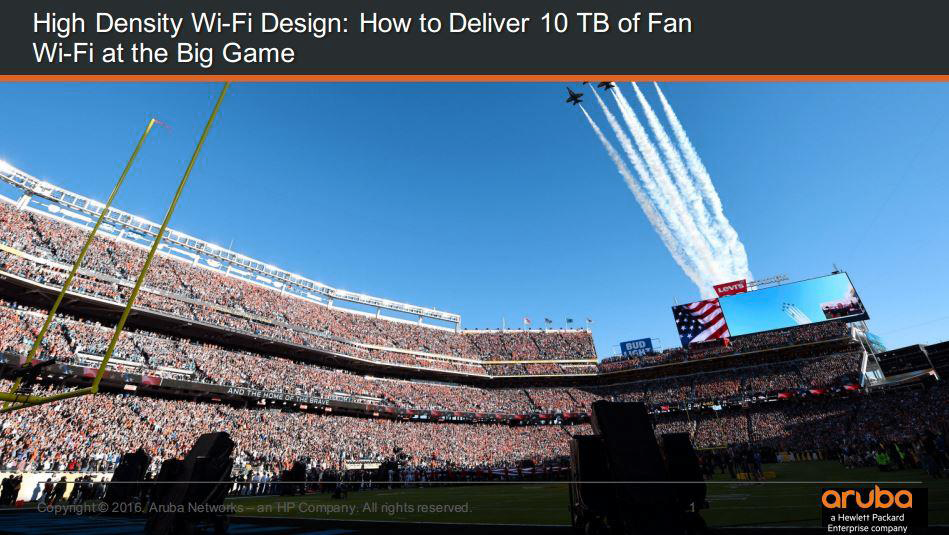 High Density Wi-Fi Design: How to Deliver 10 TB of Fan
Wi-Fi at the Big Game
LEVI'S
BUD
LIGHT
AND THE HOME OF THE BRAVE
Copyright © 2016. Aruba Networks – an HP Company. All rights reserved.
1
aruba
a Hewlett Packard
Enterprise company